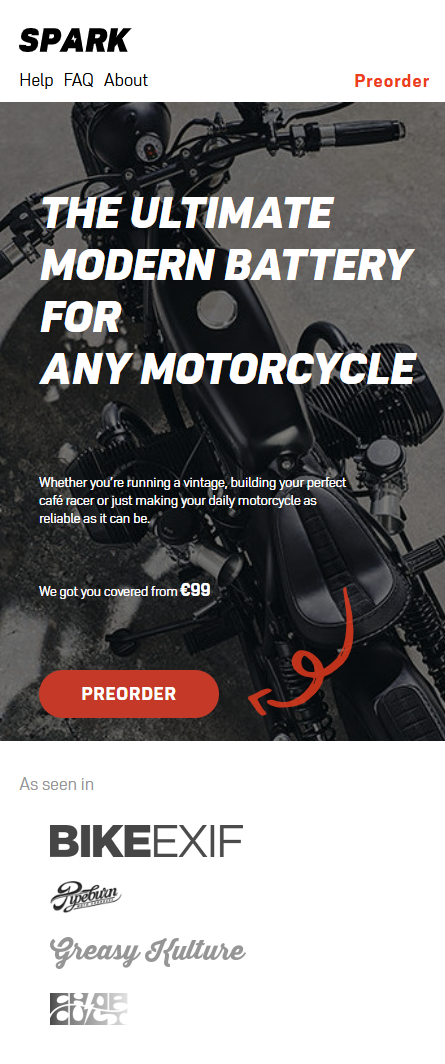 SPARK
Help FAQ About
Preorder
THE ULTIMATE
MODERN BATTERY
FOR
ANY MOTORCYCLE
Whether you're running a vintage, building your perfect
café racer or just making your daily motorcycle as
reliable as it can be.
We got you covered from €99
PREORDER
As seen in
BIKEEXIF
Pipeburn
Greasy Kulture